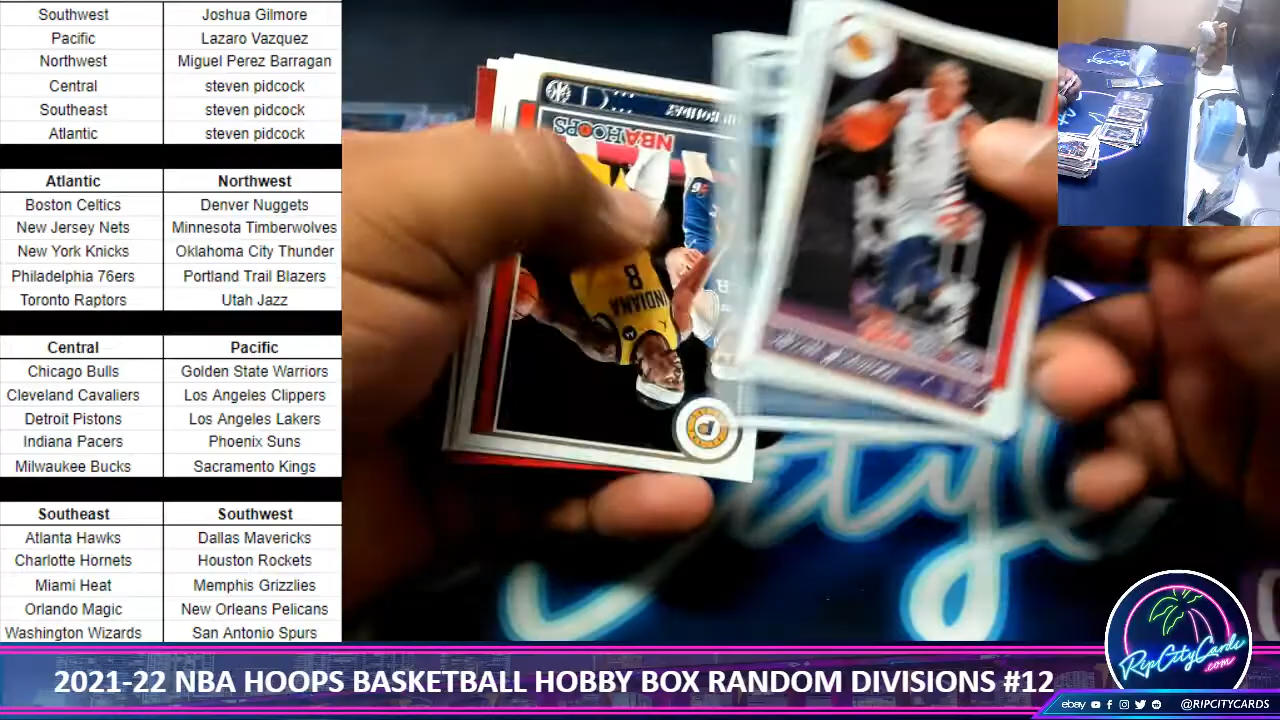 Southwest Joshua Gilmore
Pacific Lazaro Vazquez
Northwest Miguel Perez Barragan
Central steven pidcock
Southeast steven pidcock
Atlantic steven pidcock
Atlantic Northwest
Boston Celtics Denver Nuggets
New Jersey Nets Minnesota Timberwolves
New York Knicks Oklahoma City Thunder
Philadelphia 76ers Portland Trail Blazers
Toronto Raptors Utah Jazz
Central Pacific
Chicago Bulls Golden State Warriors
Cleveland Cavaliers Los Angeles Clippers
Detroit Pistons Los Angeles Lakers
Indiana Pacers Phoenix Suns
Milwaukee Bucks Sacramento Kings
Southeast Southwest
Atlanta Hawks Dallas Mavericks
Charlotte Hornets Houston Rockets
Miami Heat Memphis Grizzlies
Orlando Magic New Orleans Pelicans
Washington Wizards San Antonio Spurs
NBA HOOPS
INDIANA
8
RipCityCards
.com
2021-22 NBA HOOPS BASKETBALL HOBBY BOX RANDOM DIVISIONS #12
ebay @RIPCITYCARDS